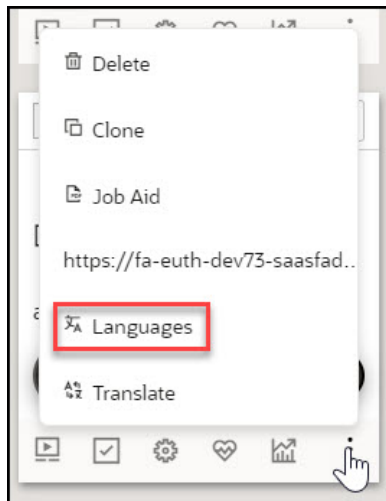 Delete
Clone
Job Aid
https://fa-euth-dev73-saasfad..
Languages
Translate